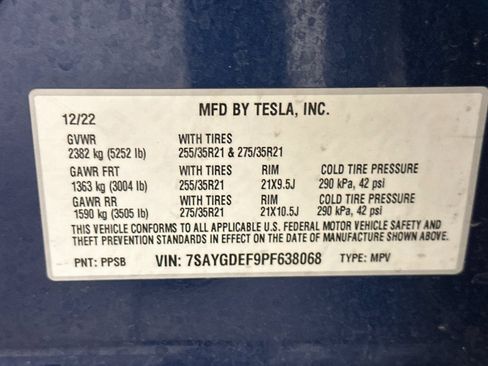 MFD BY TESLA, INC.
12/22
GVWR WITH TIRES
2382 kg (5252 lb) 255/35R21 & 275/35R21
GAWR FRT WITH TIRES RIM COLD TIRE PRESSURE
1363 kg (3004 lb) 255/35R21 21X9.5J 290 kPa, 42 psi
GAWR RR WITH TIRES RIM COLD TIRE PRESSURE
1590 kg (3505 lb) 275/35R21 21X10.5J 290 kPa, 42 psi
THIS VEHICLE CONFORMS TO ALL APPLICABLE U.S. FEDERAL MOTOR VEHICLE SAFETY AND
THEFT PREVENTION STANDARDS IN EFFECT ON THE DATE OF MANUFACTURE SHOWN ABOVE.
PNT: PPSB VIN: 7SAYGDEF9PF638068 TYPE: MPV